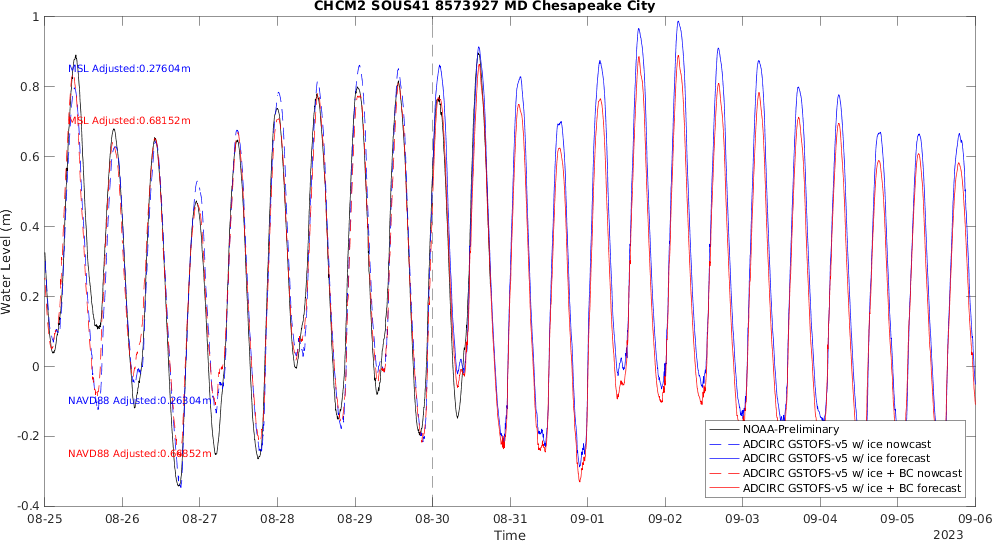 CHCM2 SOUS41 8573927 MD Chesapeake City
1
0.8
0.6
0.4
0.2
0
-0.2
-0.4
Water Level (m)
MSL Adjusted:0.27604m
MSL Adjusted:0.68152m
NAVD88 Adjusted:0.26304m
NAVD88 Adjusted:0.66852m
NOAA-Preliminary
ADCIRC GSTOFS-v5 w/ ice nowcast
ADCIRC GSTOFS-v5 w/ ice forecast
ADCIRC GSTOFS-v5 w/ ice + BC nowcast
ADCIRC GSTOFS-v5 w/ ice + BC forecast
08-25 08-26 08-27 08-28 08-29 08-30 08-31 09-01 09-02 09-03 09-04 09-05 09-06
Time
2023